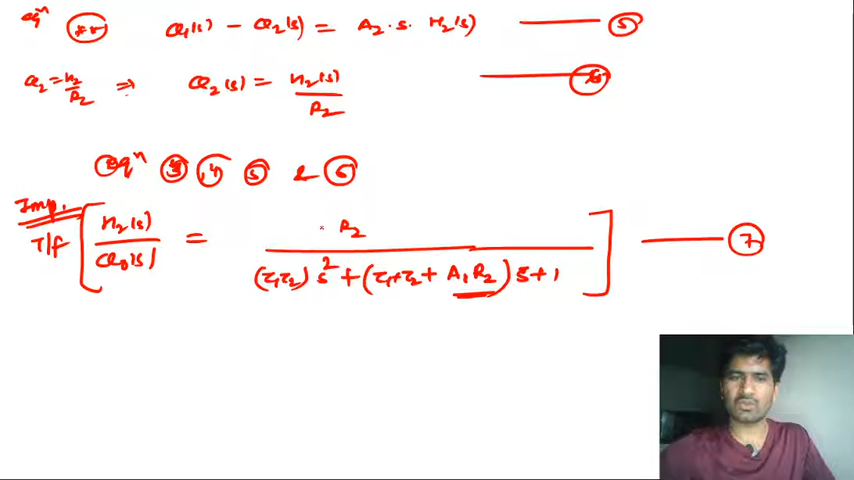 eqⁿ (**) Q₁(s) - Q₂(s) = A₂·s·H₂(s) —— (5)
Q₂ = h₂/R₂ ⇒ Q₂(s) = H₂(s)/R₂ —— (6)
eqⁿ (3), (4) (5) & (6)
Imp.
T/f [ H₂(s)/Q₀(s) = R₂ / ((τ₁τ₂)s² + (τ₁+τ₂+A₁R₂)s+1) ] —— (7)